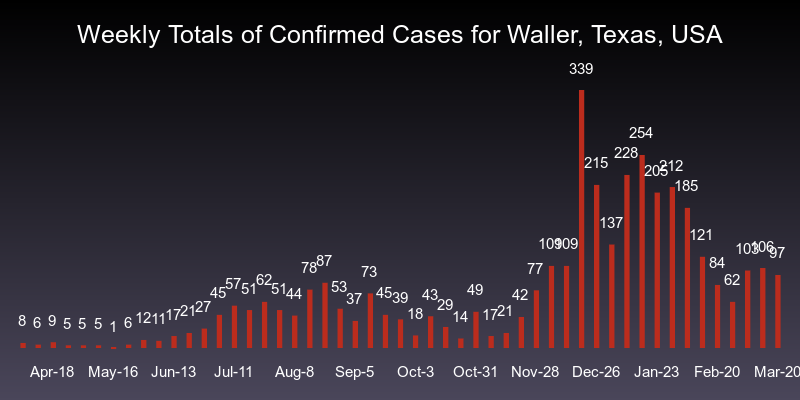 Weekly Totals of Confirmed Cases for Waller, Texas, USA
8 6 9 5 5 5 1 6 12 11 17 21 27 45 57 51 62 51 44 78 87 53 37 73 45 39 18 43 29 14 49 17 21 42 77 109 109 339 215 137 228 254 205 212 185 121 84 62 103 106 97
Apr-18 May-16 Jun-13 Jul-11 Aug-8 Sep-5 Oct-3 Oct-31 Nov-28 Dec-26 Jan-23 Feb-20 Mar-20